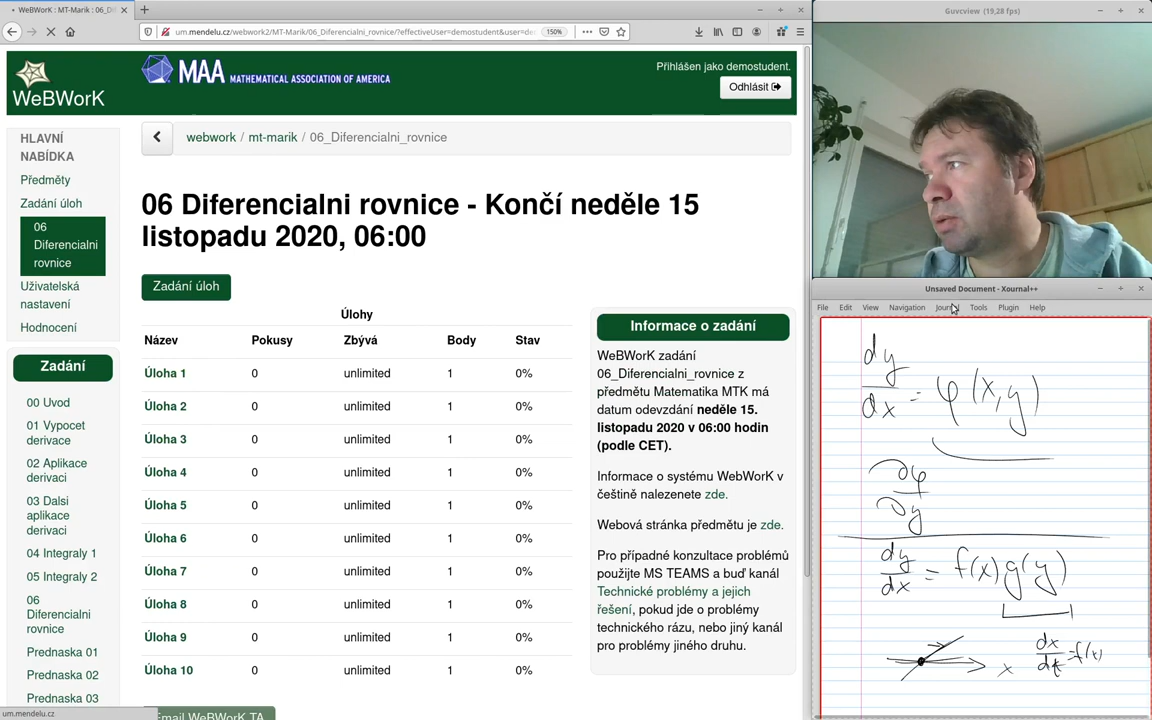 WeBWorK : MT-Marik : 06_Dif
um.mendelu.cz/webwork2/MT-Marik/06_Diferencialni_rovnice/?effectiveUser=demostudent&user=de
150%
WeBWorK
MAA MATHEMATICAL ASSOCIATION OF AMERICA
Přihlášen jako demostudent.
Odhlásit
HLAVNÍ
NABÍDKA
Předměty
Zadání úloh
06
Diferencialni
rovnice
Uživatelská
nastavení
Hodnocení
Zadání
00 Uvod
01 Vypocet
derivace
02 Aplikace
derivaci
03 Dalsi
aplikace
derivaci
04 Integraly 1
05 Integraly 2
06
Diferencialni
rovnice
Prednaska 01
Prednaska 02
Prednaska 03
um.mendelu.cz
webwork / mt-marik / 06_Diferencialni_rovnice
06 Diferencialni rovnice - Končí neděle 15
listopadu 2020, 06:00
Zadání úloh
Úlohy
Název Pokusy Zbývá Body Stav
Úloha 1 0 unlimited 1 0%
Úloha 2 0 unlimited 1 0%
Úloha 3 0 unlimited 1 0%
Úloha 4 0 unlimited 1 0%
Úloha 5 0 unlimited 1 0%
Úloha 6 0 unlimited 1 0%
Úloha 7 0 unlimited 1 0%
Úloha 8 0 unlimited 1 0%
Úloha 9 0 unlimited 1 0%
Úloha 10 0 unlimited 1 0%
Email WeBWorK TA
Informace o zadání
WeBWorK zadání
06_Diferencialni_rovnice z
předmětu Matematika MTK má
datum odevzdání neděle 15.
listopadu 2020 v 06:00 hodin
(podle CET).
Informace o systému WebWorK v
češtině nalezenete zde.
Webová stránka předmětu je zde.
Pro případné konzultace problémů
použijte MS TEAMS a buď kanál
Technické problémy a jejich
řešení, pokud jde o problémy
technického rázu, nebo jiný kanál
pro problémy jiného druhu.
Guvcview (19,28 fps)
Unsaved Document - Xournal++
File Edit View Navigation Journal Tools Plugin Help
dy/dx = φ(x,y)
∂φ/∂y
dy/dx = f(x)g(y)
x dx/dt = f(x)